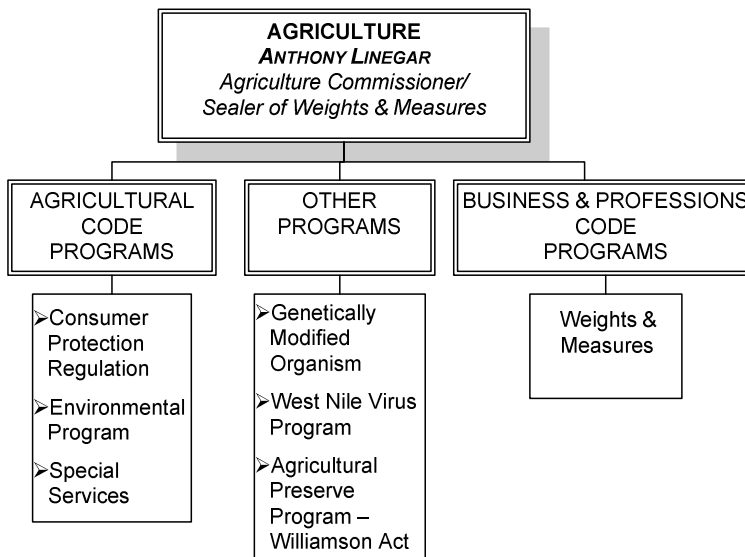 AGRICULTURE
ANTHONY LINEGAR
Agriculture Commissioner/
Sealer of Weights & Measures
AGRICULTURAL
CODE
PROGRAMS
OTHER
PROGRAMS
BUSINESS & PROFESSIONS
CODE
PROGRAMS
➢Consumer
Protection
Regulation
➢Environmental
Program
➢Special
Services
➢Genetically
Modified
Organism
➢West Nile Virus
Program
➢Agricultural
Preserve
Program –
Williamson Act
Weights &
Measures